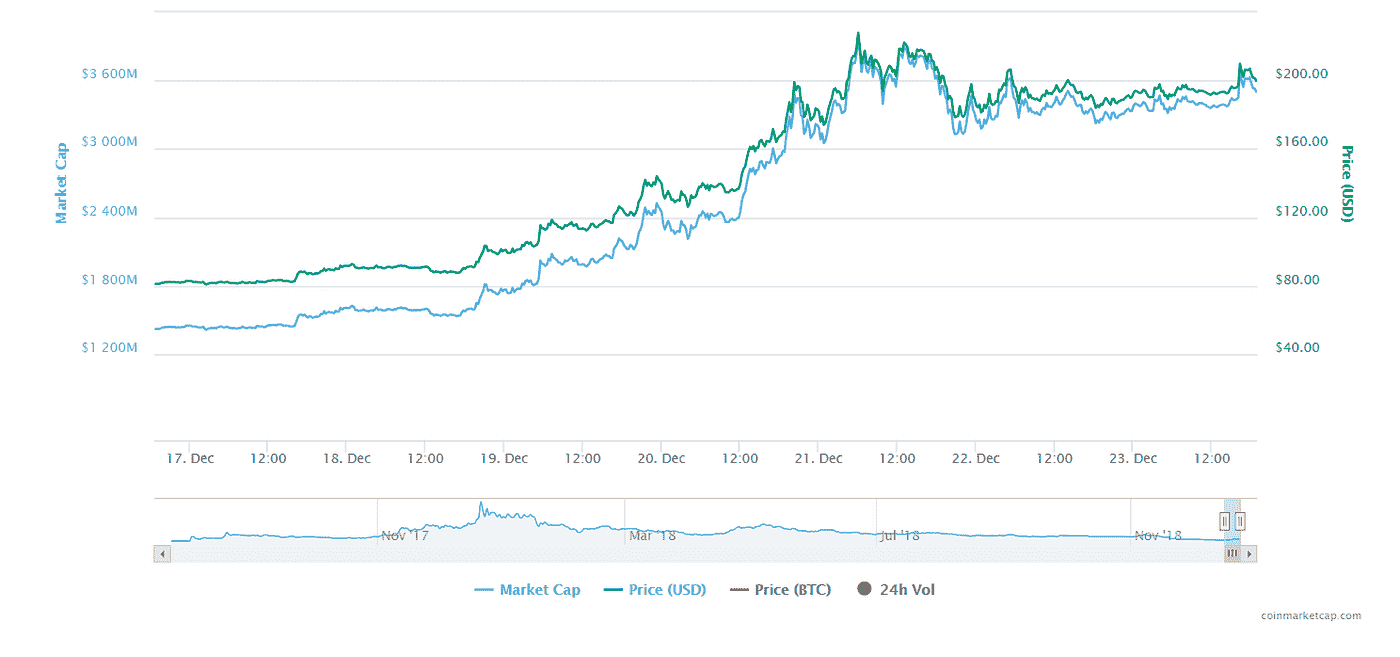 $3 600M
$3 000M
$2 400M
$1 800M
$1 200M
Market Cap
$200.00
$160.00
$120.00
$80.00
$40.00
Price (USD)
17. Dec 12:00 18. Dec 12:00 19. Dec 12:00 20. Dec 12:00 21. Dec 12:00 22. Dec 12:00 23. Dec 12:00
Nov '17 Mar '18 Jul '18 Nov '18
Market Cap Price (USD) Price (BTC) 24h Vol
coinmarketcap.com